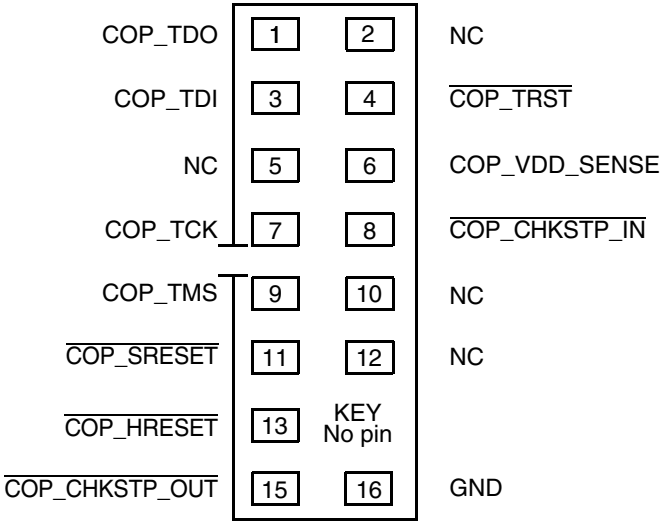 COP_TDO 1 2 NC
COP_TDI 3 4 COP_TRST
NC 5 6 COP_VDD_SENSE
COP_TCK 7 8 COP_CHKSTP_IN
COP_TMS 9 10 NC
COP_SRESET 11 12 NC
COP_HRESET 13 KEY
No pin
COP_CHKSTP_OUT 15 16 GND